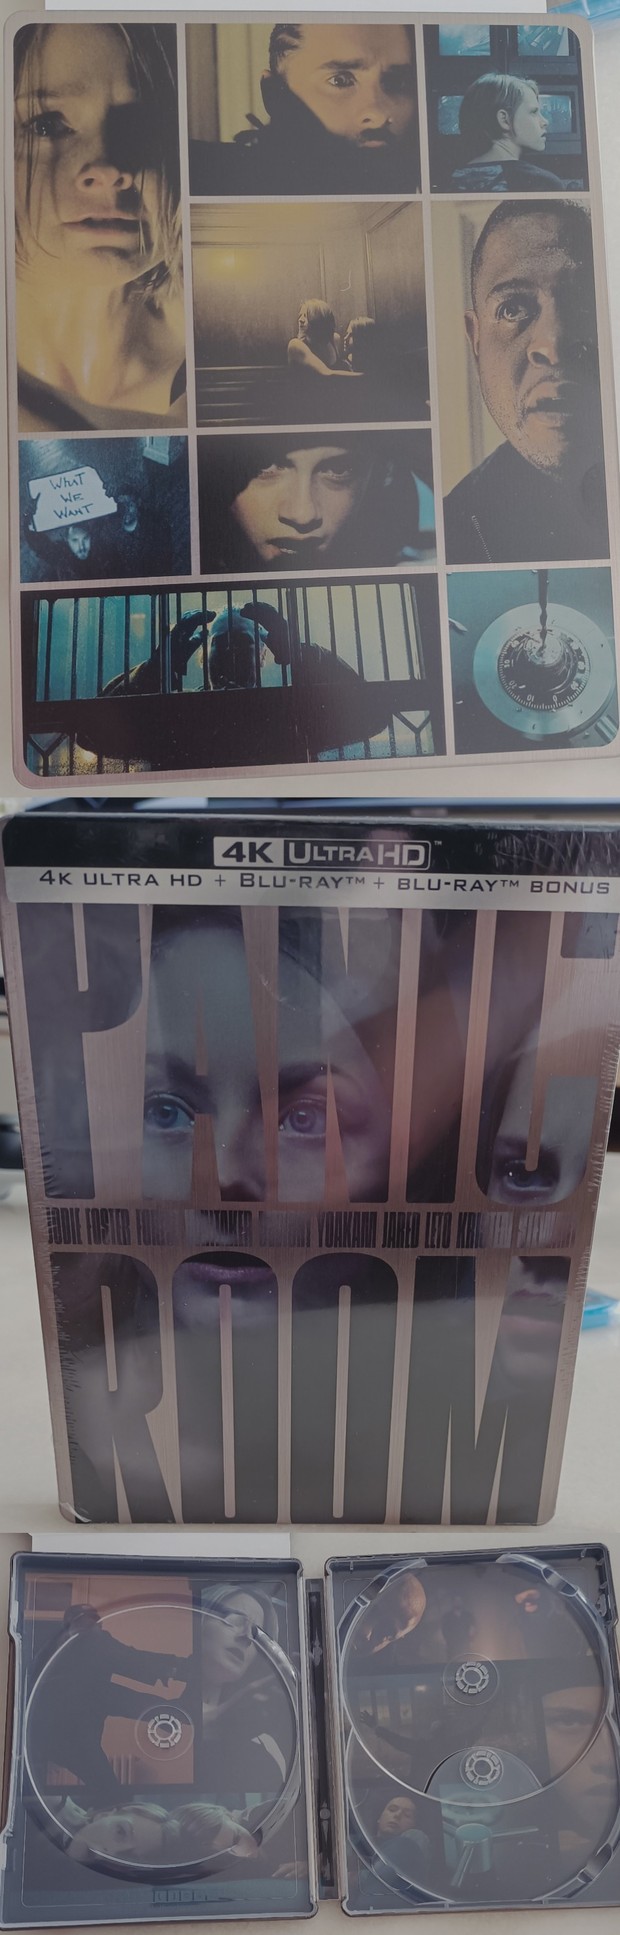 WHAT
WE
WANT
4K ULTRAHD™
4K ULTRA HD + BLU-RAY™ + BLU-RAY™ BONUS
PANIC
JODIE FOSTER FOREST WHITAKER DWIGHT YOAKAM JARED LETO KRISTEN STEWART
ROOM